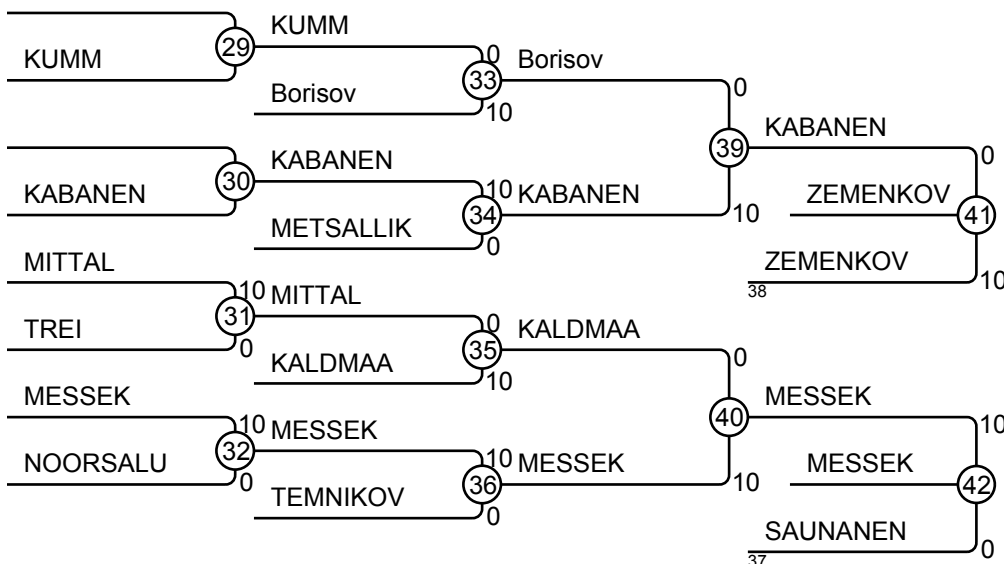 KUMM
29
KUMM
0
33
Borisov
Borisov
10
0
39
KABANEN
0
KABANEN
30
KABANEN
10
34
KABANEN
10
METSALLIK
0
ZEMENKOV
41
ZEMENKOV
10
38
MITTAL
10
31
MITTAL
0
35
KALDMAA
0
TREI
0
KALDMAA
10
40
MESSEK
10
MESSEK
10
32
MESSEK
10
36
MESSEK
10
NOORSALU
0
TEMNIKOV
0
MESSEK
42
SAUNANEN
0
37